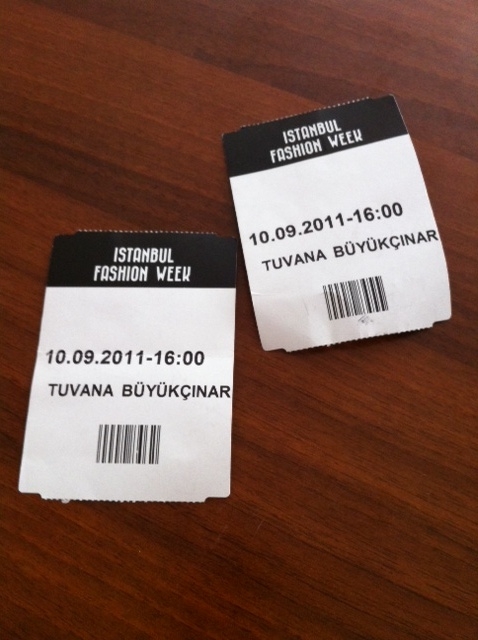 ISTANBUL
FASHION WEEK
10.09.2011-16:00
TUVANA BÜYÜKÇINAR
ISTANBUL
FASHION WEEK
10.09.2011-16:00
TUVANA BÜYÜKÇINAR